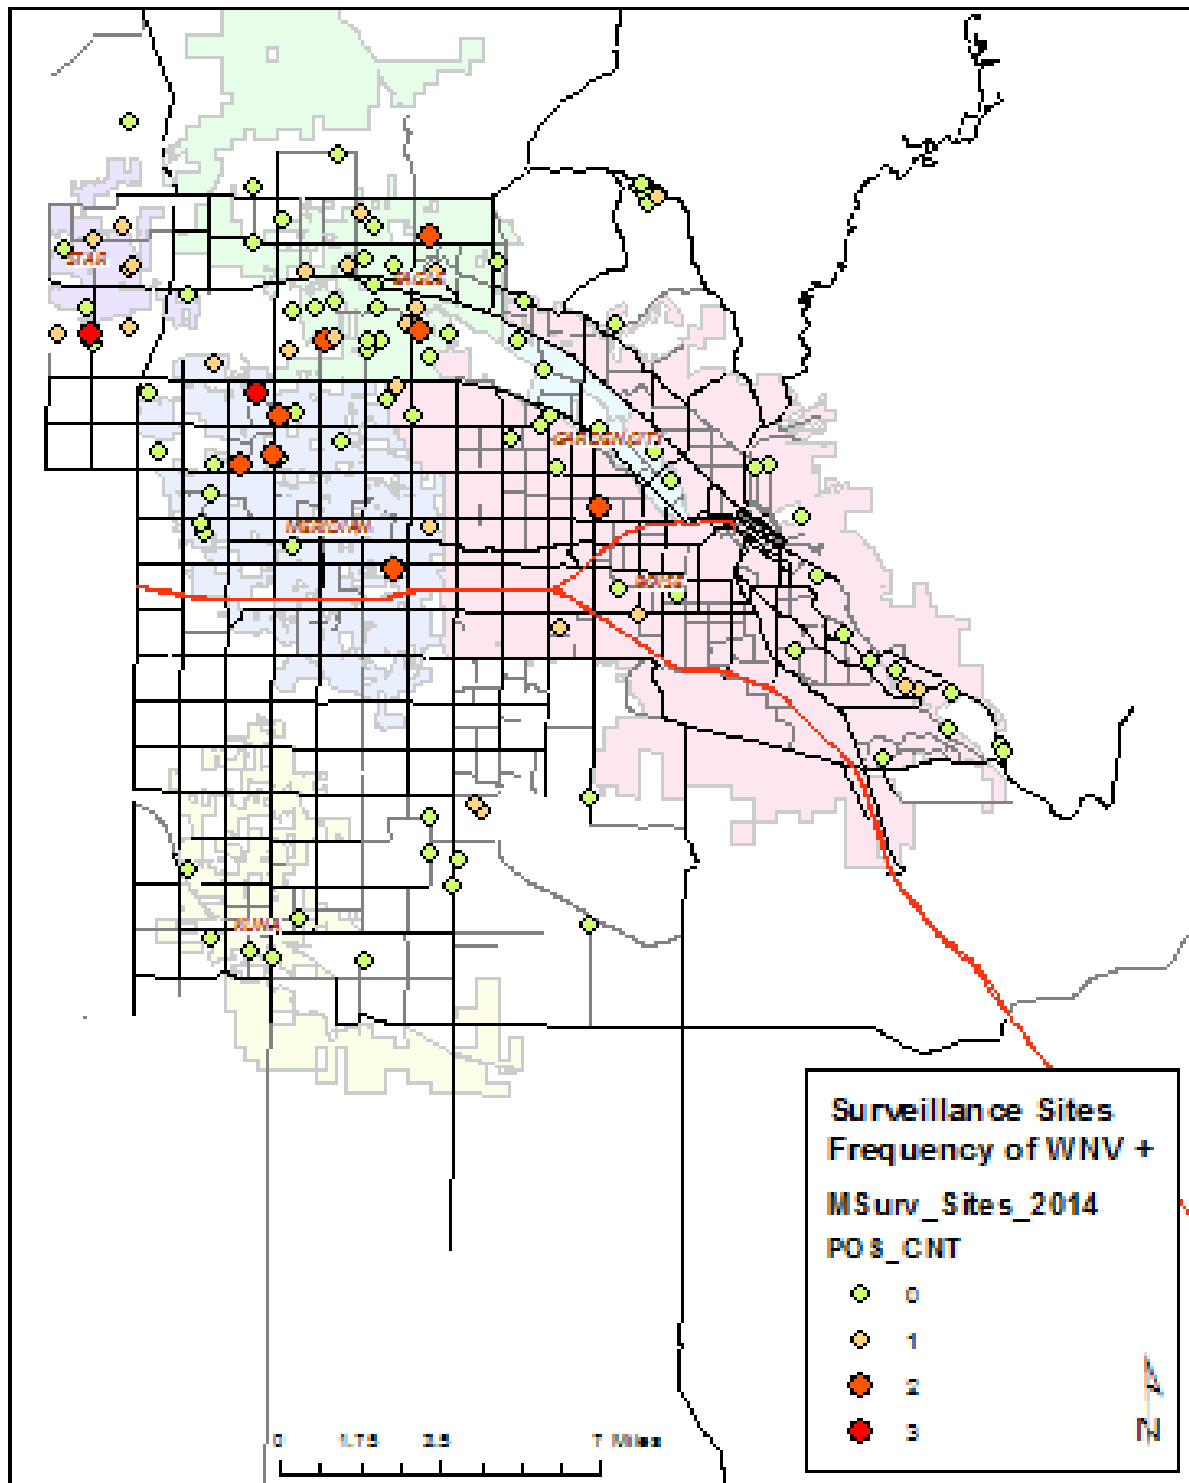 STAR
EAGLE
GARDEN CITY
MERIDIAN
BOISE
KUNA
Surveillance Sites
Frequency of WNV +
MSurv_Sites_2014
POS_CNT
0
1
2
3
N
0 1.75 3.5 7 Miles